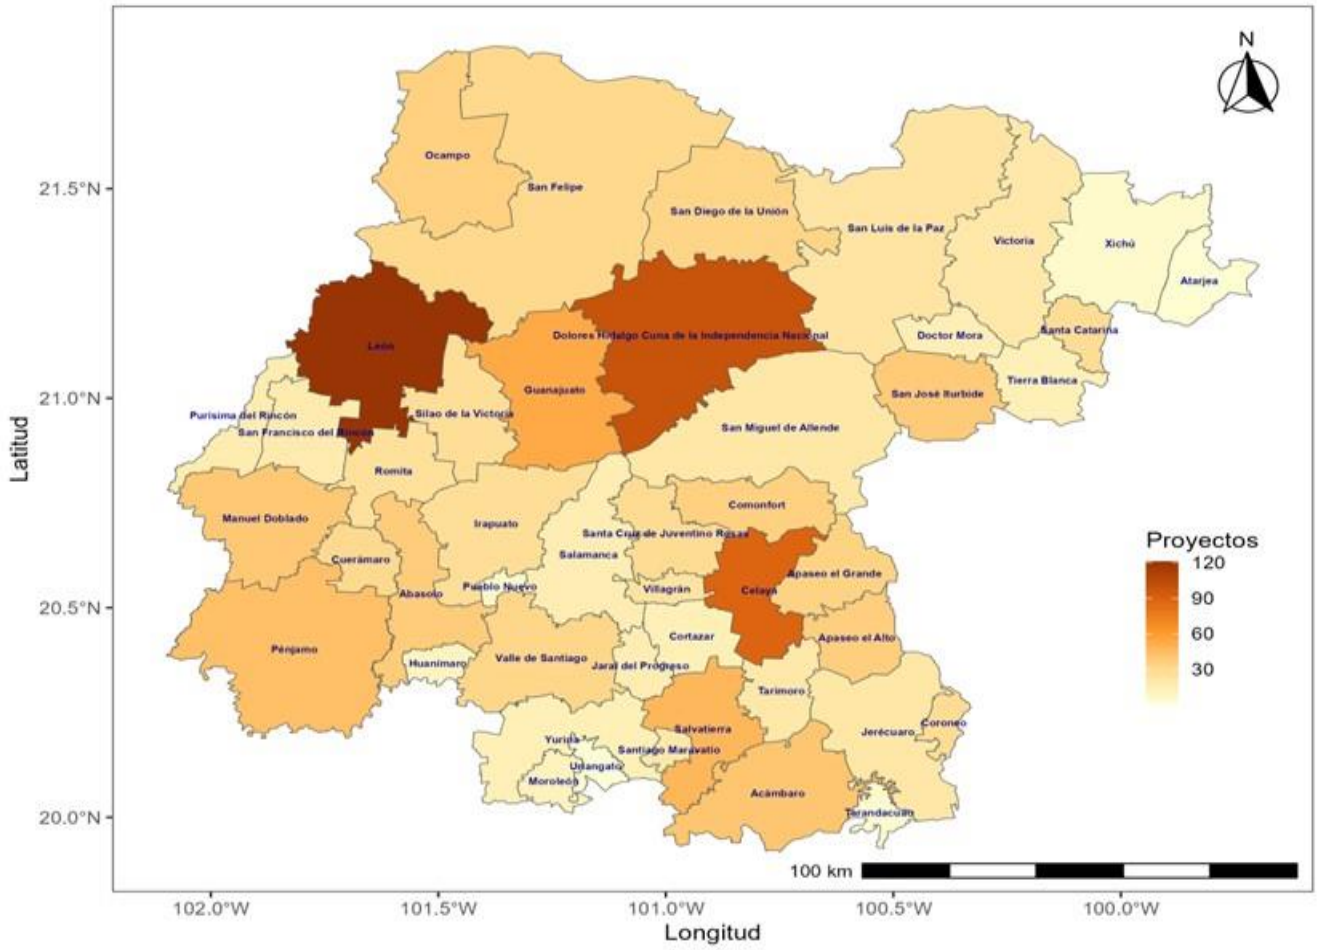 N
Ocampo
San Felipe
21.5°N
San Diego de la Unión
San Luis de la Paz
Victoria
Xichú
Atarjea
Dolores Hidalgo Cuna de la Independencia Nacional
Doctor Mora
Santa Catarina
León
Tierra Blanca
Guanajuato
San José Iturbide
21.0°N
Purísima del Rincón
Silao de la Victoria
San Francisco del Rincón
San Miguel de Allende
Latitud
Romita
Comonfort
Manuel Doblado
Irapuato
Santa Cruz de Juventino Rosas
Salamanca
Proyectos
Cuerámaro
120
Apaseo el Grande
Pueblo Nuevo
Villagrán
Celaya
Abasolo
90
20.5°N
60
Cortazar
Apaseo el Alto
Pénjamo
Valle de Santiago
Huanímaro
Jaral del Progreso
30
Tarimoro
Coroneo
Salvatierra
Jerécuaro
Yuriria
Santiago Maravatío
Uriangato
Moroleón
Acámbaro
Tarandacuao
20.0°N
100 km
102.0°W
101.5°W
101.0°W
100.5°W
100.0°W
Longitud